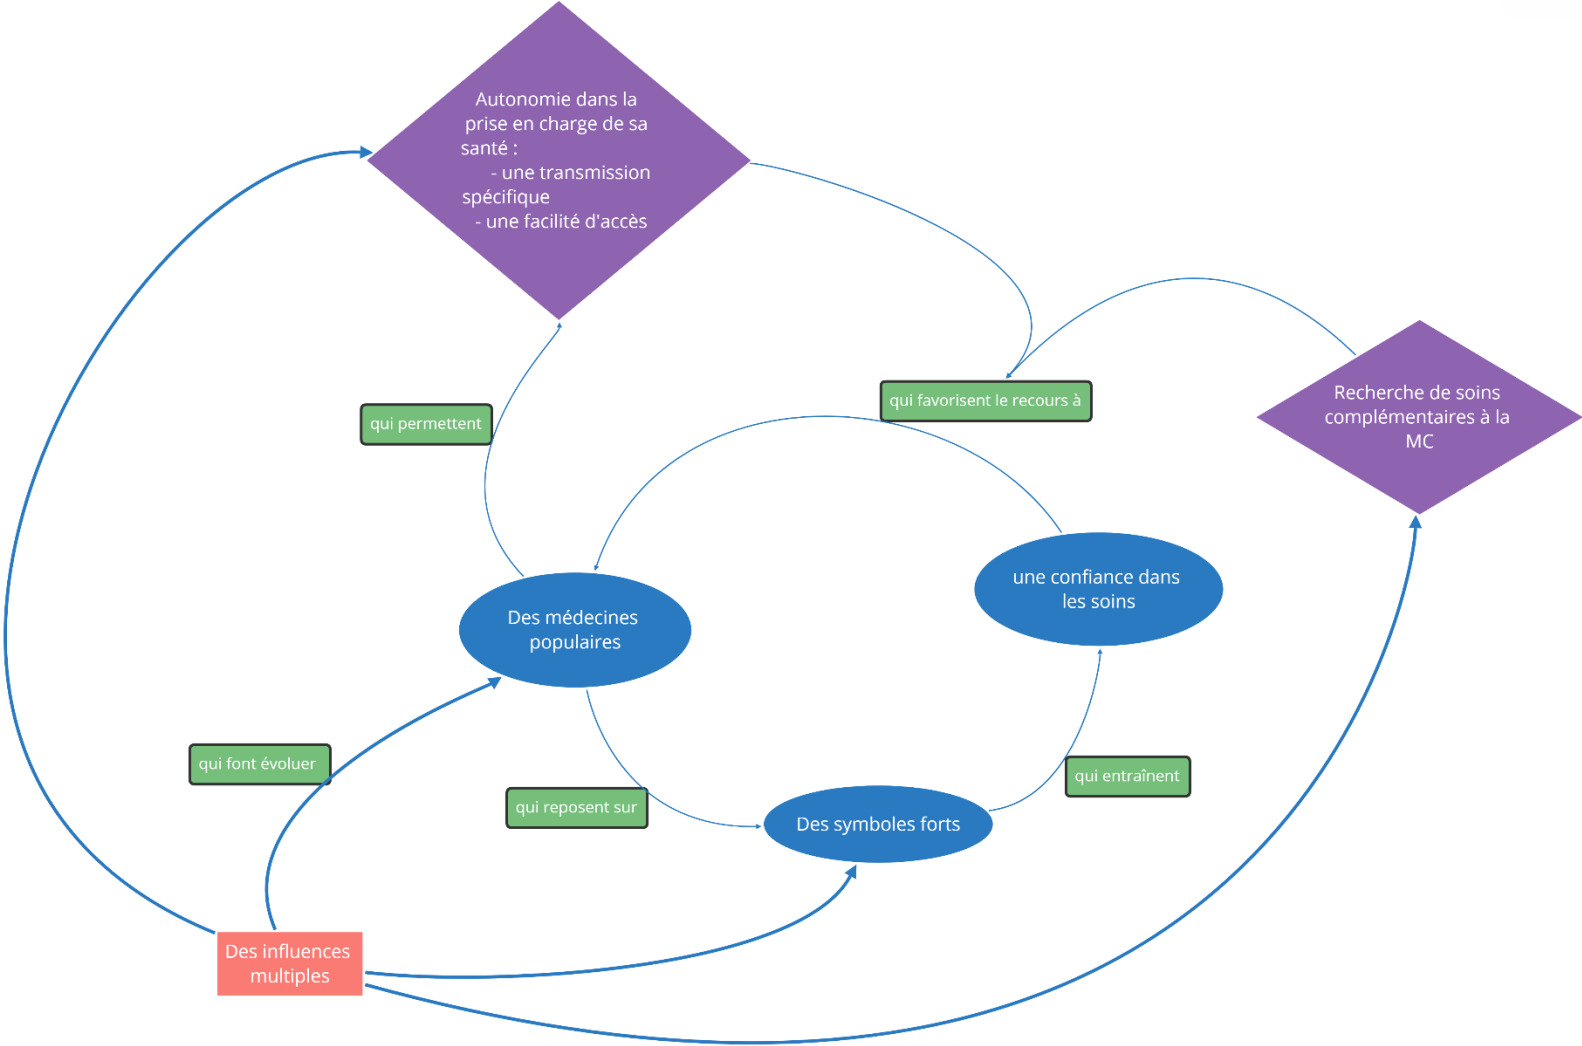 Autonomie dans la
prise en charge de sa
santé :
- une transmission
spécifique
- une facilité d'accès
qui permettent
qui favorisent le recours à
Recherche de soins
complémentaires à la
MC
une confiance dans
les soins
Des médecines
populaires
qui font évoluer
qui reposent sur
qui entraînent
Des symboles forts
Des influences
multiples